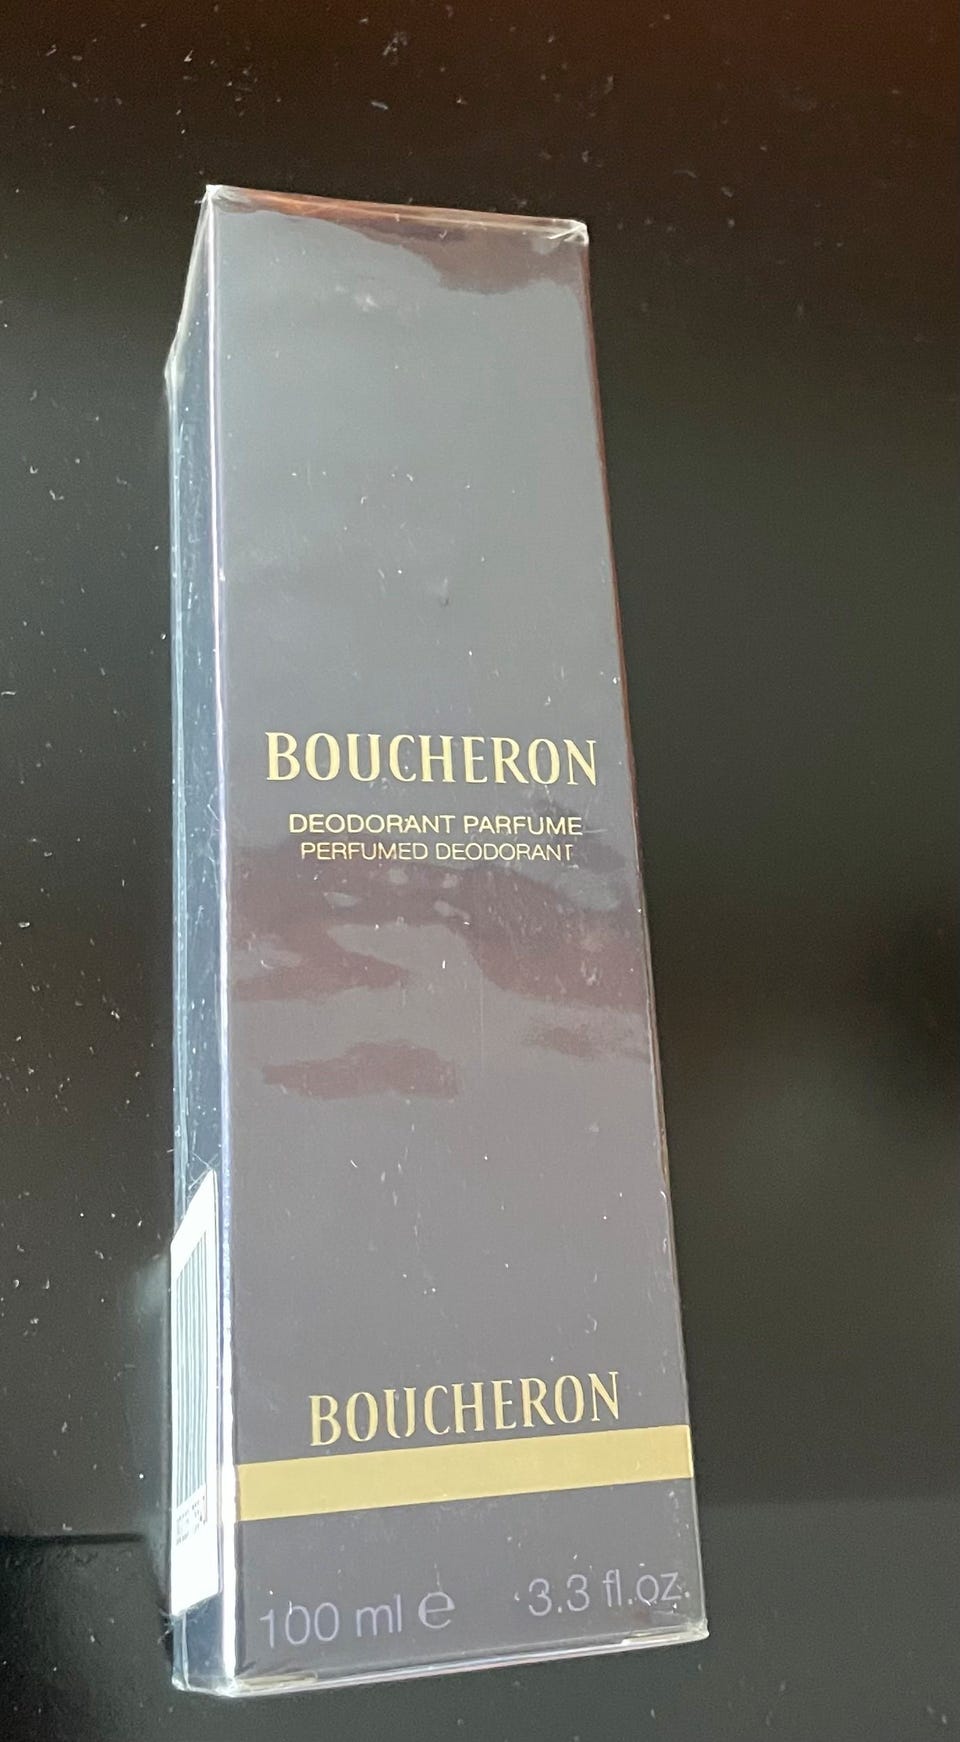 BOUCHERON
DEODORANT PARFUME
PERFUMED DEODORANT
BOUCHERON
100 ml ℮ 3.3 fl.oz.